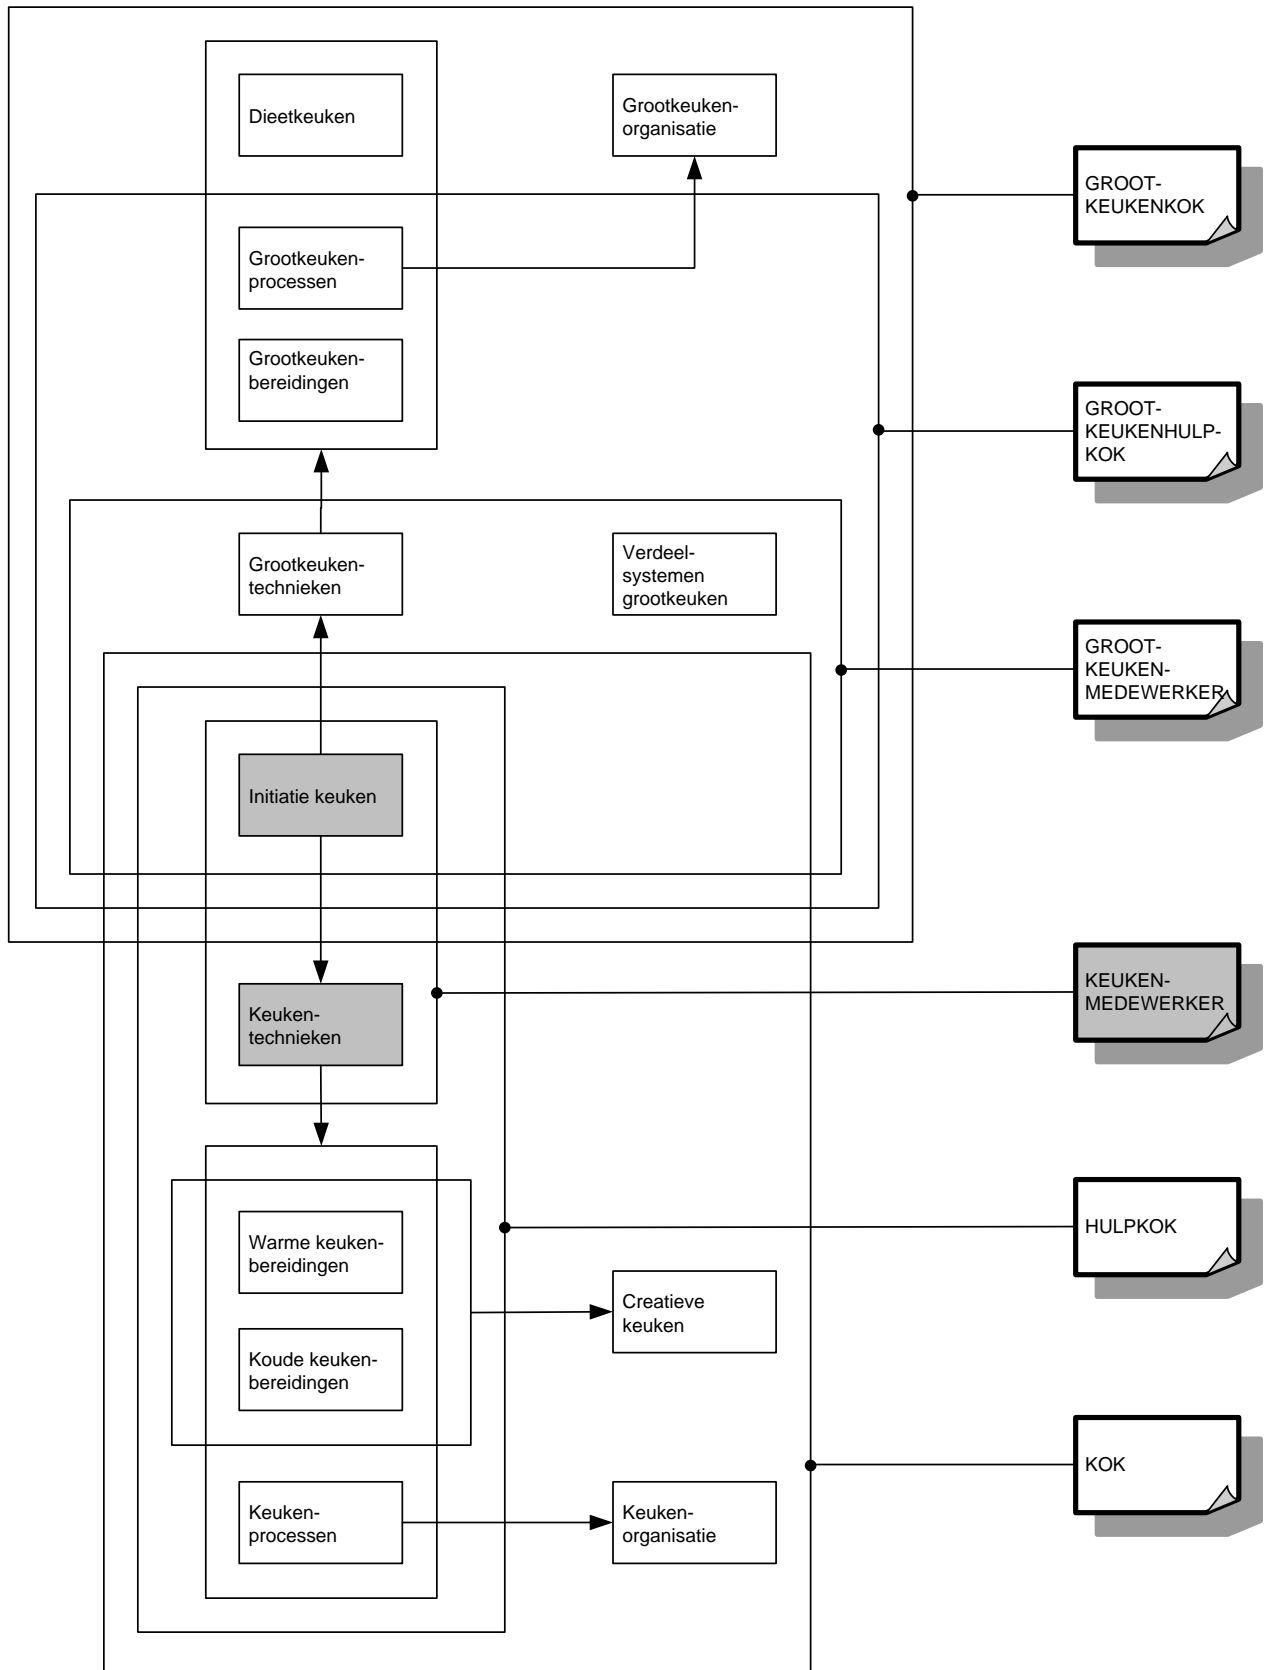 Dieetkeuken
Grootkeuken-
organisatie
GROOT-
KEUKENKOK
Grootkeuken-
processen
Grootkeuken-
bereidingen
GROOT-
KEUKENHULP-
KOK
Grootkeuken-
technieken
Verdeel-
systemen
grootkeuken
GROOT-
KEUKEN-
MEDEWERKER
Initiatie keuken
Keuken-
technieken
KEUKEN-
MEDEWERKER
Warme keuken-
bereidingen
HULPKOK
Creatieve
keuken
Koude keuken-
bereidingen
KOK
Keuken-
processen
Keuken-
organisatie